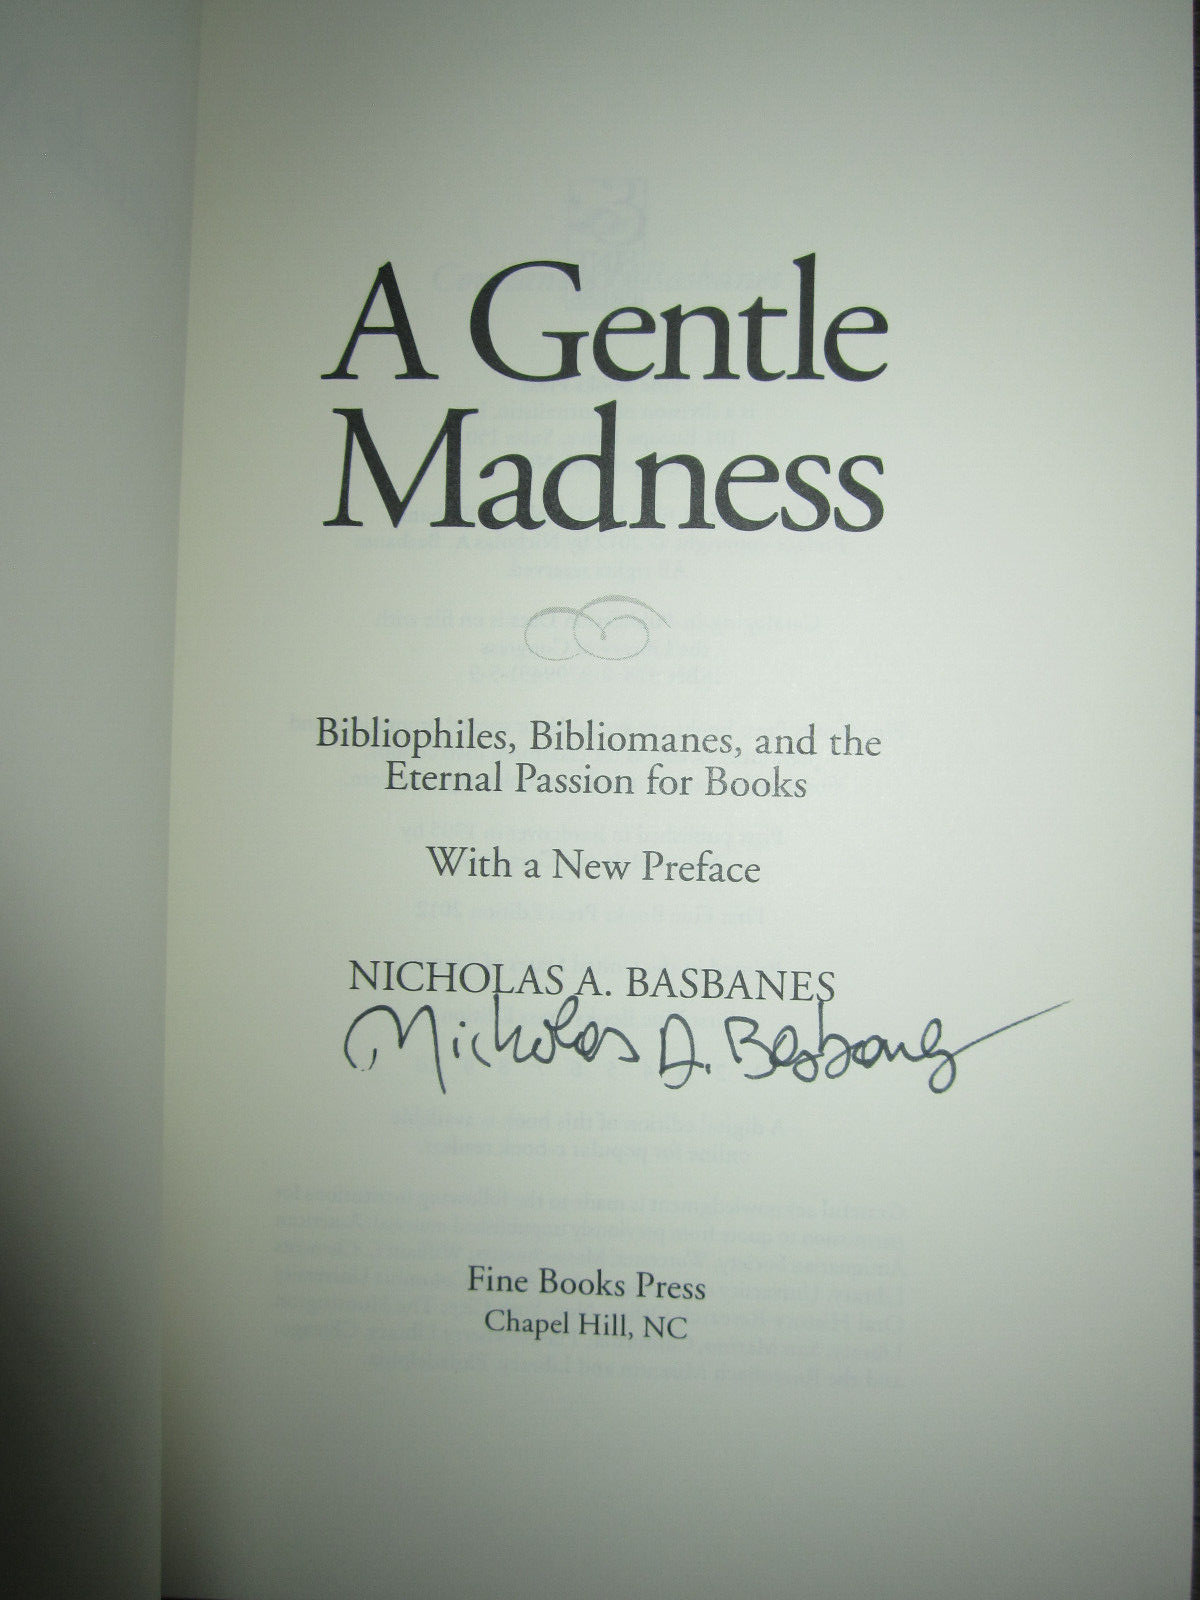 A Gentle
Madness
Bibliophiles, Bibliomanes, and the
Eternal Passion for Books
With a New Preface
NICHOLAS A. BASBANES
Nicholas A. Basbanes
Fine Books Press
Chapel Hill, NC